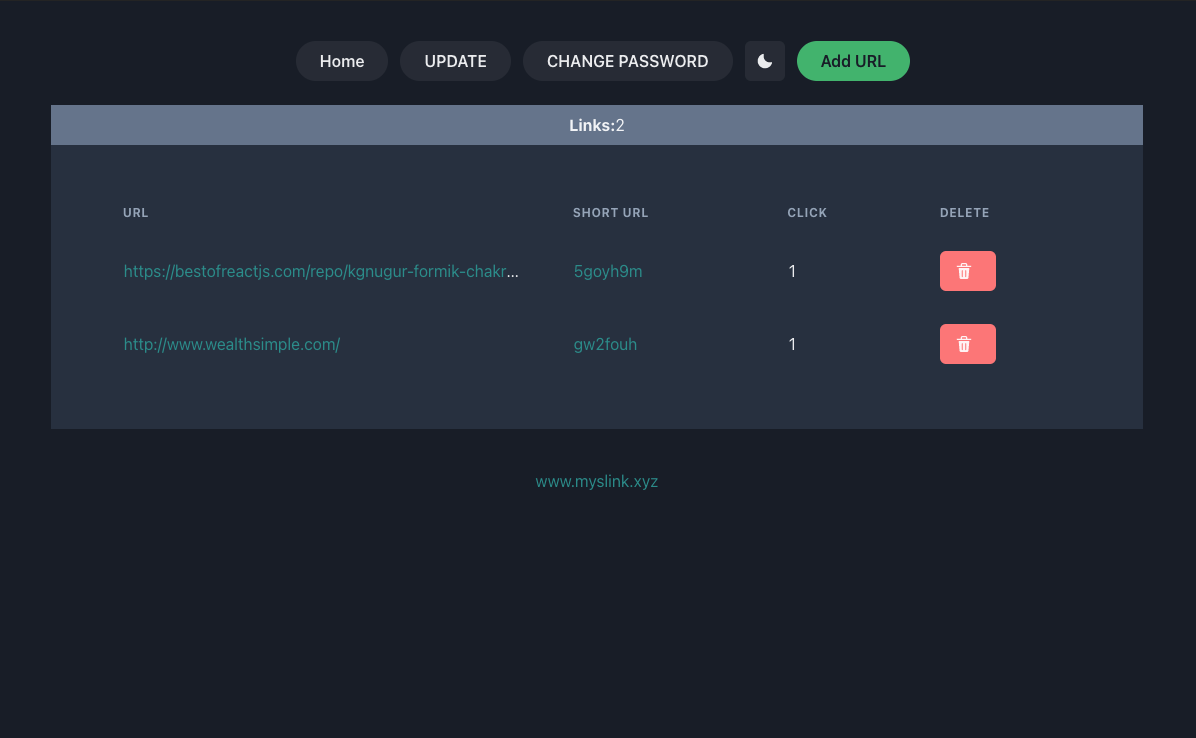 Home UPDATE CHANGE PASSWORD Add URL
Links:2
URL SHORT URL CLICK DELETE
https://bestofreactjs.com/repo/kgnugur-formik-chakr... 5goyh9m 1
http://www.wealthsimple.com/ gw2fouh 1
www.myslink.xyz